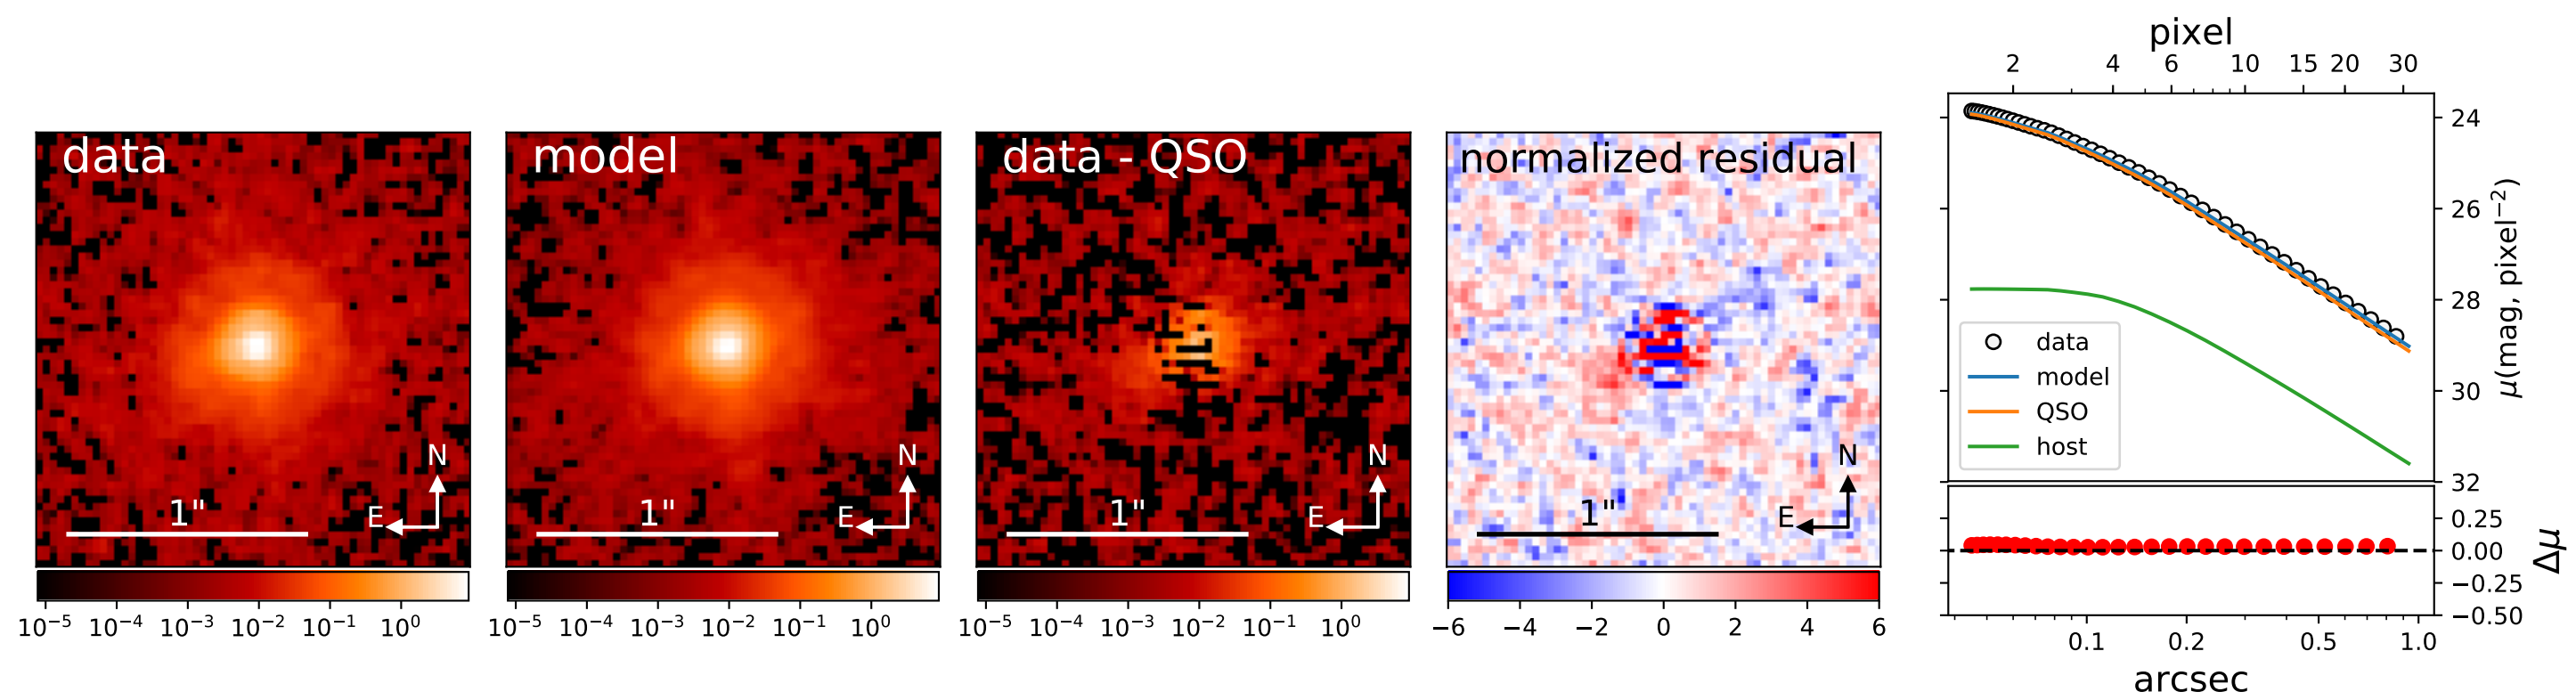 data
N
E
1"
10⁻⁵ 10⁻⁴ 10⁻³ 10⁻² 10⁻¹ 10⁰
model
N
E
1"
10⁻⁵ 10⁻⁴ 10⁻³ 10⁻² 10⁻¹ 10⁰
data - QSO
N
E
1"
10⁻⁵ 10⁻⁴ 10⁻³ 10⁻² 10⁻¹ 10⁰
normalized residual
N
E
1"
−6 −4 −2 0 2 4 6
pixel
2 4 6 10 15 20 30
24
26
28
30
32
μ(mag, pixel⁻²)
data
model
QSO
host
0.25
0.00
−0.25
−0.50
Δμ
0.1 0.2 0.5 1.0
arcsec